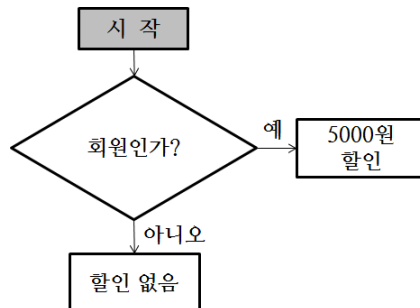 시 작
회원인가?
예
5000원
할인
아니오
할인 없음